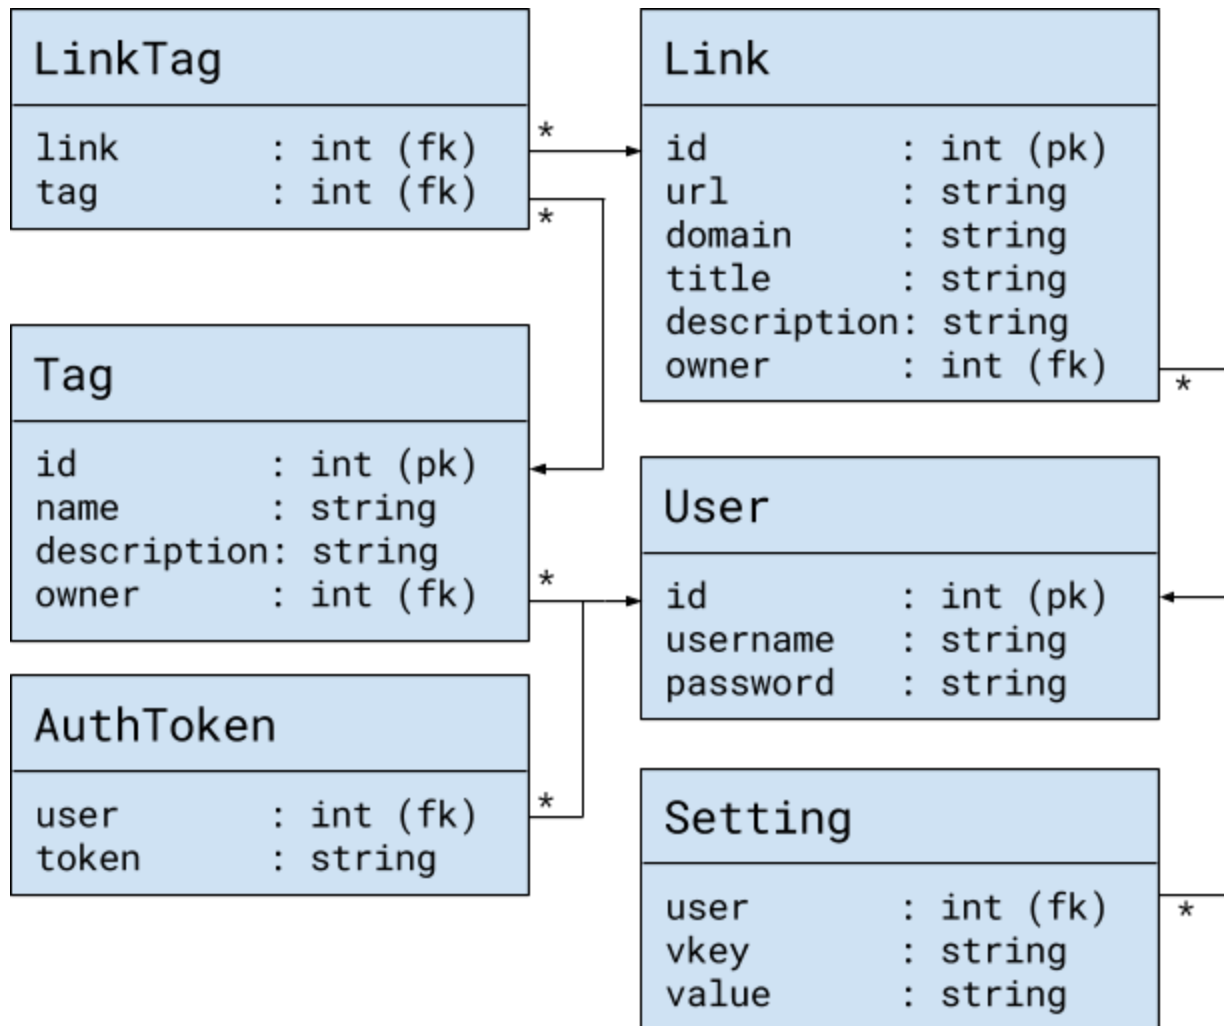 LinkTag
link : int (fk)
tag : int (fk)
*
*
Link
id : int (pk)
url : string
domain : string
title : string
description: string
owner : int (fk)
*
Tag
id : int (pk)
name : string
description: string
owner : int (fk)
*
User
id : int (pk)
username : string
password : string
AuthToken
user : int (fk)
token : string
*
Setting
user : int (fk)
vkey : string
value : string
*